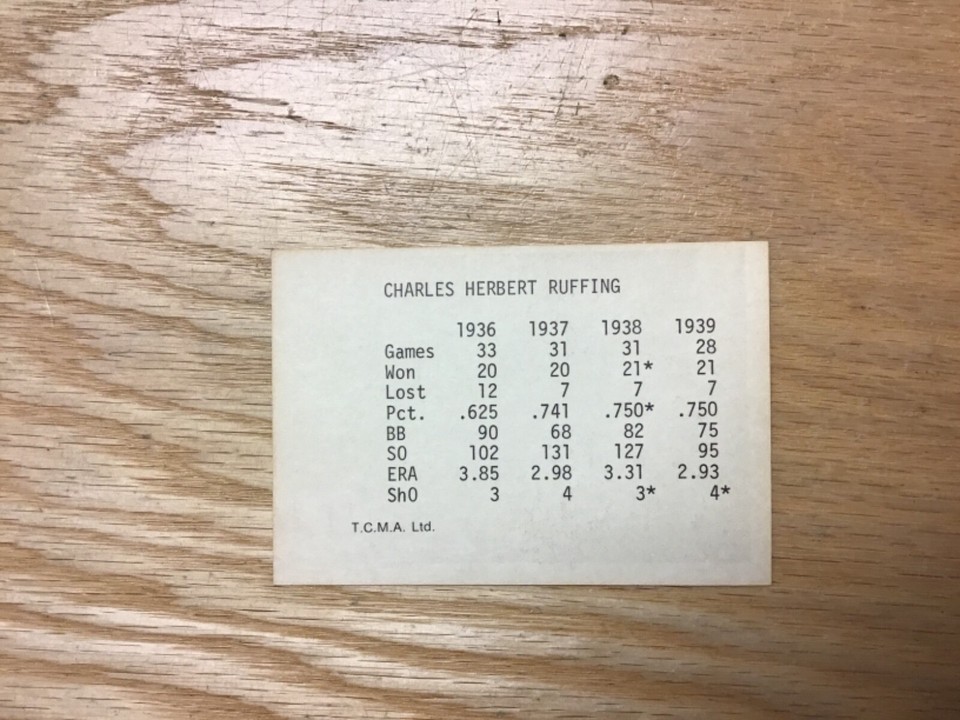 CHARLES HERBERT RUFFING
1936 1937 1938 1939
Games 33 31 31 28
Won 20 20 21* 21
Lost 12 7 7 7
Pct. .625 .741 .750* .750
BB 90 68 82 75
SO 102 131 127 95
ERA 3.85 2.98 3.31 2.93
ShO 3 4 3* 4*
T.C.M.A. Ltd.